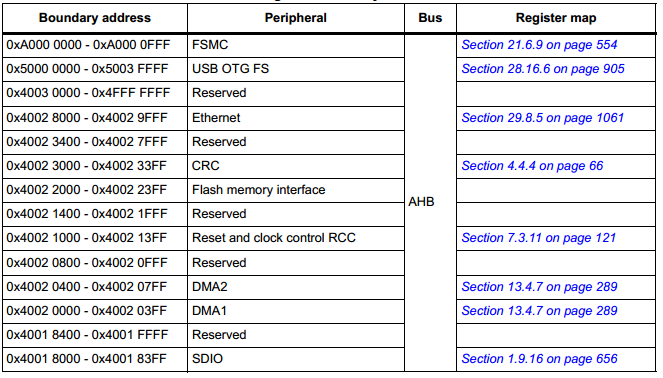 Boundary address Peripheral Bus Register map
0xA000 0000 - 0xA000 0FFF FSMC Section 21.6.9 on page 554
0x5000 0000 - 0x5003 FFFF USB OTG FS Section 28.16.6 on page 905
0x4003 0000 - 0x4FFF FFFF Reserved
0x4002 8000 - 0x4002 9FFF Ethernet Section 29.8.5 on page 1061
0x4002 3400 - 0x4002 7FFF Reserved
0x4002 3000 - 0x4002 33FF CRC Section 4.4.4 on page 66
0x4002 2000 - 0x4002 23FF Flash memory interface
AHB
0x4002 1400 - 0x4002 1FFF Reserved
0x4002 1000 - 0x4002 13FF Reset and clock control RCC Section 7.3.11 on page 121
0x4002 0800 - 0x4002 0FFF Reserved
0x4002 0400 - 0x4002 07FF DMA2 Section 13.4.7 on page 289
0x4002 0000 - 0x4002 03FF DMA1 Section 13.4.7 on page 289
0x4001 8400 - 0x4001 FFFF Reserved
0x4001 8000 - 0x4001 83FF SDIO Section 1.9.16 on page 656